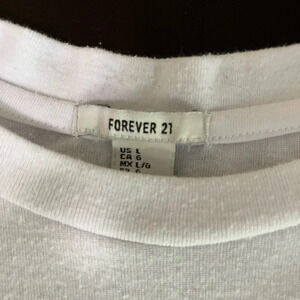 FOREVER 21
US L
CA G
MX L/G